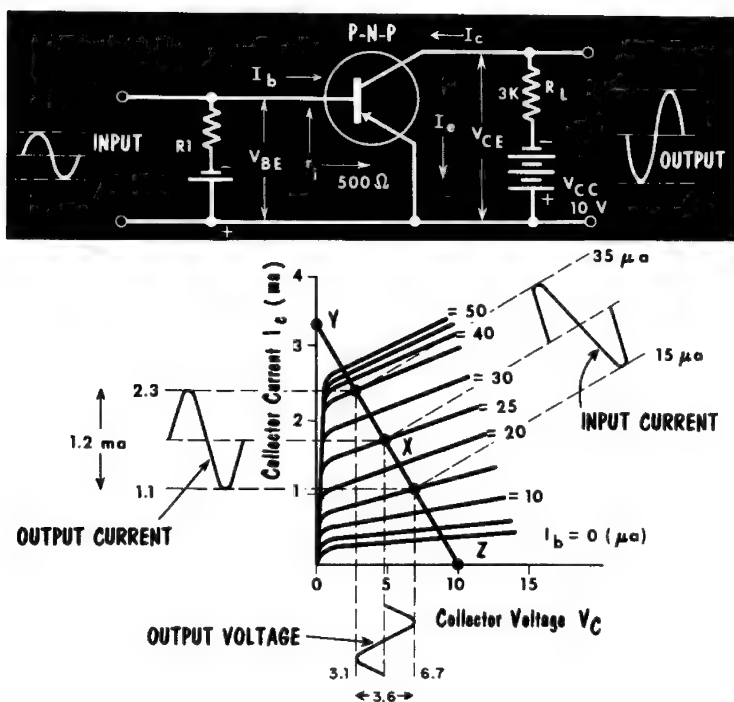 P-N-P
I_b
I_c
INPUT
R1
V_BE
r_i
500 Ω
I_e
V_CE
3K
R_L
V_CC
10 V
OUTPUT
-
+
-
+
4
3
2
1
0
Collector Current I_c (ma)
Y
X
Z
= 50
= 40
= 30
= 25
= 20
= 10
I_b = 0 (μa)
35 μa
15 μa
INPUT CURRENT
2.3
1.2 ma
1.1
OUTPUT CURRENT
0
5
10
15
Collector Voltage V_C
OUTPUT VOLTAGE
3.1
6.7
3.6